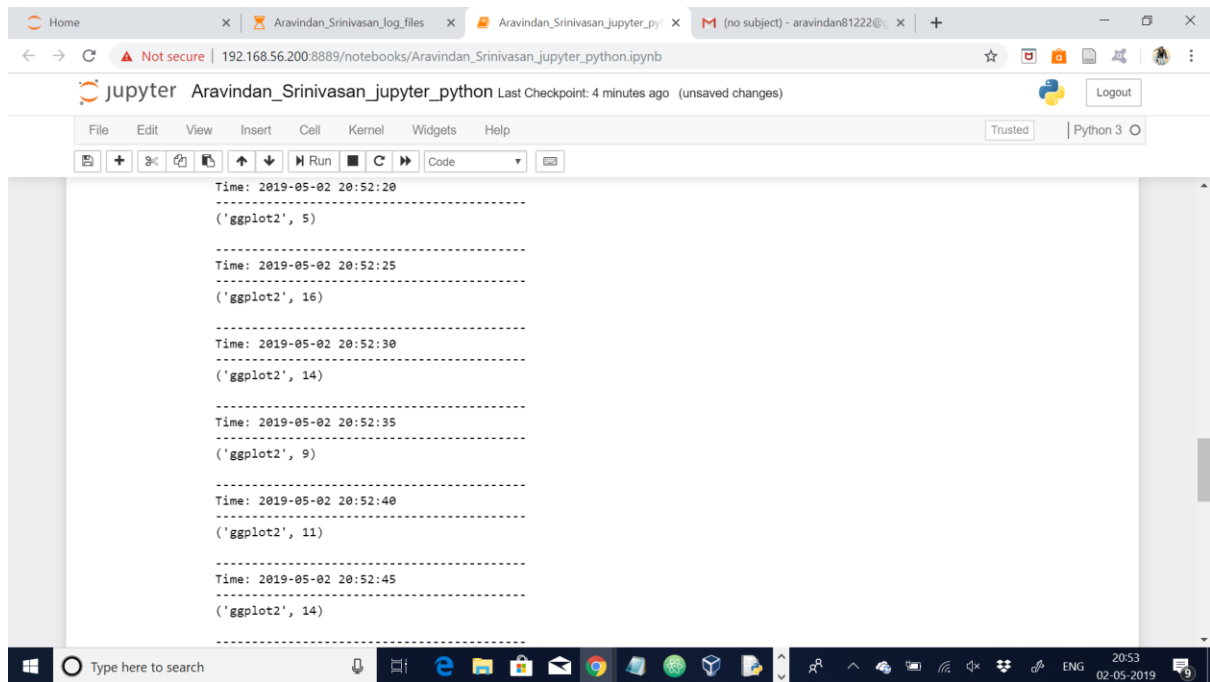 Home
Aravindan_Srinivasan_log_files
Aravindan_Srinivasan_jupyter_pyt
(no subject) - aravindan81222@g
Not secure | 192.168.56.200:8889/notebooks/Aravindan_Srinivasan_jupyter_python.ipynb
jupyter Aravindan_Srinivasan_jupyter_python Last Checkpoint: 4 minutes ago (unsaved changes)
Logout
File Edit View Insert Cell Kernel Widgets Help
Trusted | Python 3
Run Code
Time: 2019-05-02 20:52:20
-------------------------------------------
('ggplot2', 5)
-------------------------------------------
Time: 2019-05-02 20:52:25
-------------------------------------------
('ggplot2', 16)
-------------------------------------------
Time: 2019-05-02 20:52:30
-------------------------------------------
('ggplot2', 14)
-------------------------------------------
Time: 2019-05-02 20:52:35
-------------------------------------------
('ggplot2', 9)
-------------------------------------------
Time: 2019-05-02 20:52:40
-------------------------------------------
('ggplot2', 11)
-------------------------------------------
Time: 2019-05-02 20:52:45
-------------------------------------------
('ggplot2', 14)
-------------------------------------------
Type here to search
ENG
20:53
02-05-2019
9